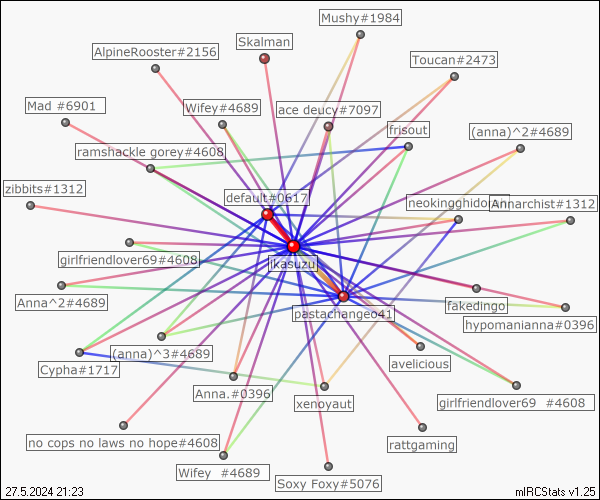 Mushy#1984
Skalman
AlpineRooster#2156
Toucan#2473
Mad #6901
Wifey#4689
ace deucy#7097
frisout
(anna)^2#4689
ramshackle gorey#4608
zibbits#1312
default#0617
Annarchist#1312
girlfriendlover69#4608
ikasuzu
Anna^2#4689
pastachangeo41
fakedingo
hypomanianna#0396
(anna)^3#4689
Cypha#1717
avelicious
Anna.#0396
xenoyaut
girlfriendlover69 #4608
no cops no laws no hope#4608
rattgaming
Wifey #4689
Soxy Foxy#5076
27.5.2024 21:23
mIRCStats v1.25